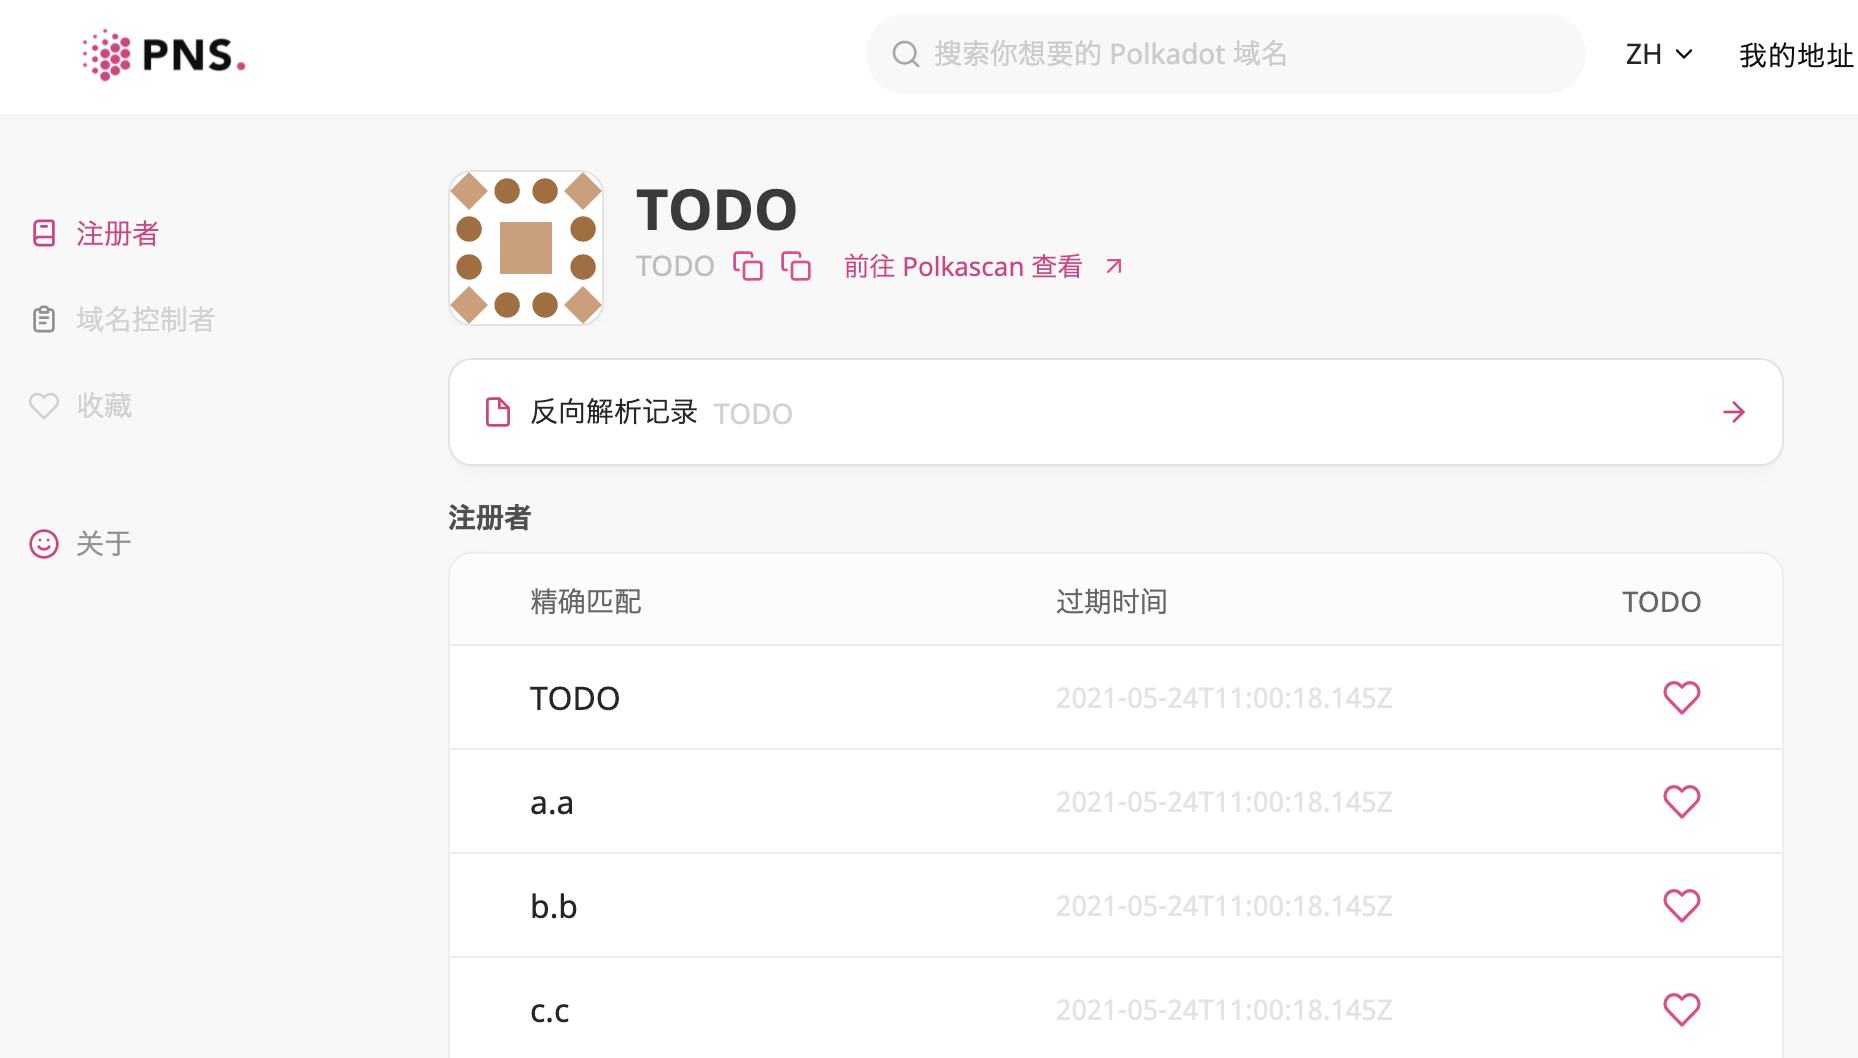 PNS.
搜索你想要的 Polkadot 域名
ZH
我的地址
注册者
域名控制者
收藏
关于
TODO
TODO
前往 Polkascan 查看
反向解析记录 TODO
注册者
精确匹配 过期时间 TODO
TODO 2021-05-24T11:00:18.145Z
a.a 2021-05-24T11:00:18.145Z
b.b 2021-05-24T11:00:18.145Z
c.c 2021-05-24T11:00:18.145Z